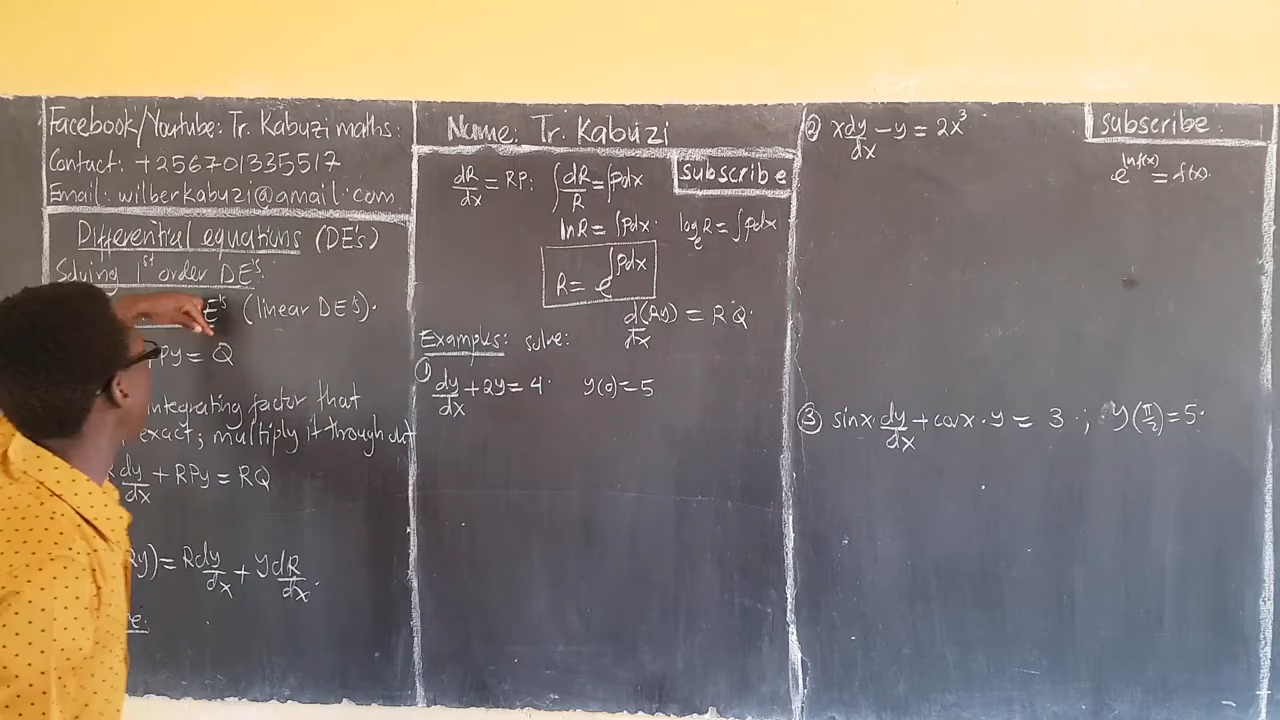 Facebook/Youtube: Tr. Kabuzi maths:
Contact: +256701335517
Email: wilberkabuzi@gmail.com
Differential equations (DE's)
Solving 1st order DE's.
E's (linear DE's).
Py = Q
integrating factor that
exact; multiply it through out
dy/dx + RPy = RQ
Ry) = R dy/dx + y dR/dx.
Name: Tr. Kabuzi
Subscribe
dR/dx = RP: ∫dR/R = ∫pdx
lnR = ∫pdx. logₑR = ∫pdx
R = e^∫pdx
d(Ry)/dx = RQ.
Examples: solve:
① dy/dx + 2y = 4. y(0) = 5
② x dy/dx - y = 2x³
Subscribe.
e^lnf(x) = f(x).
③ sinx. dy/dx + cosx. y = 3 .; y(π/2) = 5.